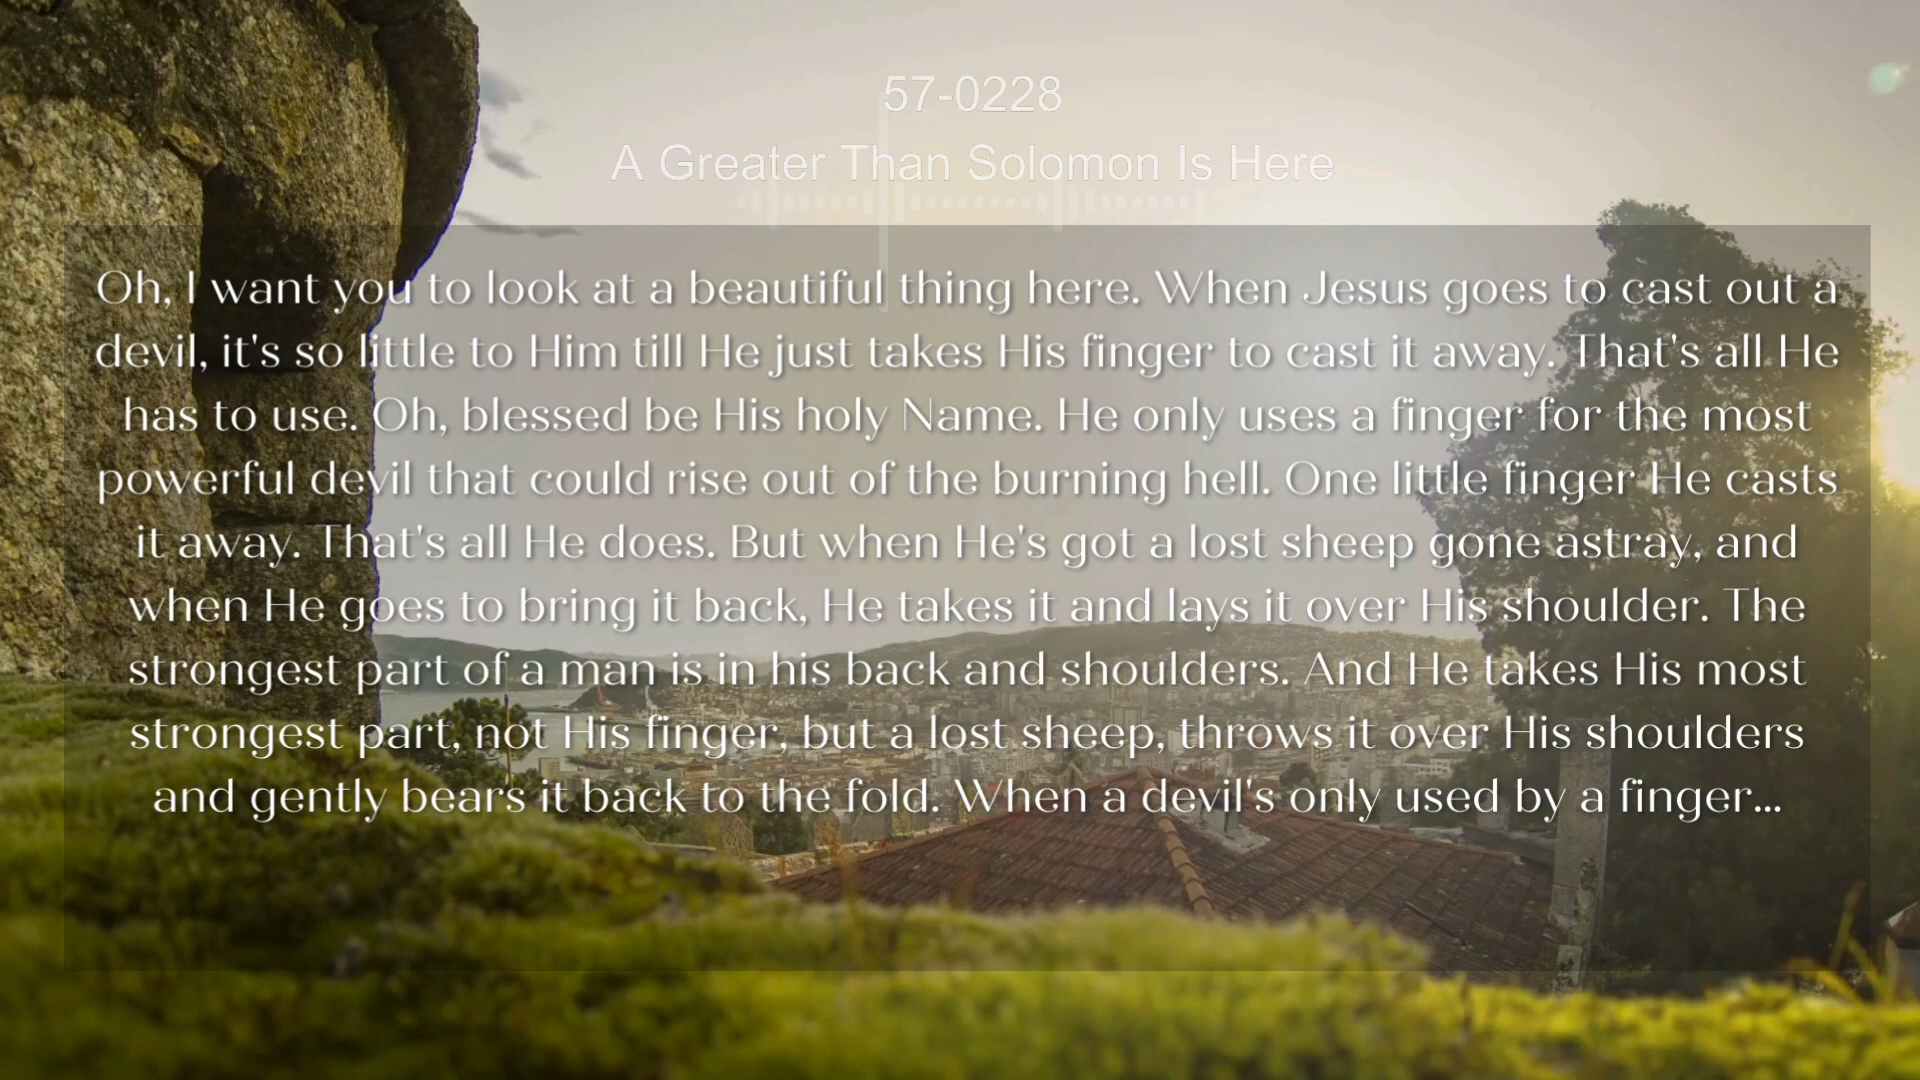 57-0228
A Greater Than Solomon Is Here
Oh, I want you to look at a beautiful thing here. When Jesus goes to cast out a
devil, it's so little to Him till He just takes His finger to cast it away. That's all He
has to use. Oh, blessed be His holy Name. He only uses a finger for the most
powerful devil that could rise out of the burning hell. One little finger He casts
it away. That's all He does. But when He's got a lost sheep gone astray, and
when He goes to bring it back, He takes it and lays it over His shoulder. The
strongest part of a man is in his back and shoulders. And He takes His most
strongest part, not His finger, but a lost sheep, throws it over His shoulders
and gently bears it back to the fold. When a devil's only used by a finger...